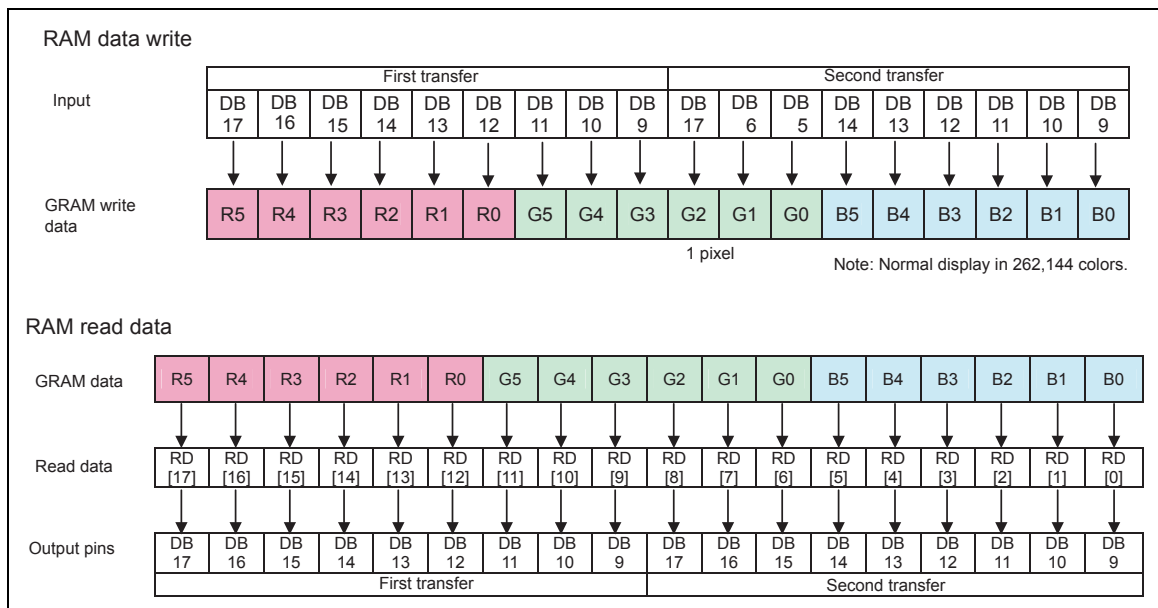 RAM data write
First transfer Second transfer
Input
DB DB DB DB DB DB DB DB DB DB DB DB DB DB DB DB DB DB
17 16 15 14 13 12 11 10 9 17 6 5 14 13 12 11 10 9
GRAM write
data
R5 R4 R3 R2 R1 R0 G5 G4 G3 G2 G1 G0 B5 B4 B3 B2 B1 B0
1 pixel
Note: Normal display in 262,144 colors.
RAM read data
GRAM data R5 R4 R3 R2 R1 R0 G5 G4 G3 G2 G1 G0 B5 B4 B3 B2 B1 B0
Read data
RD RD RD RD RD RD RD RD RD RD RD RD RD RD RD RD RD RD
[17] [16] [15] [14] [13] [12] [11] [10] [9] [8] [7] [6] [5] [4] [3] [2] [1] [0]
Output pins
DB DB DB DB DB DB DB DB DB DB DB DB DB DB DB DB DB DB
17 16 15 14 13 12 11 10 9 17 16 15 14 13 12 11 10 9
First transfer Second transfer